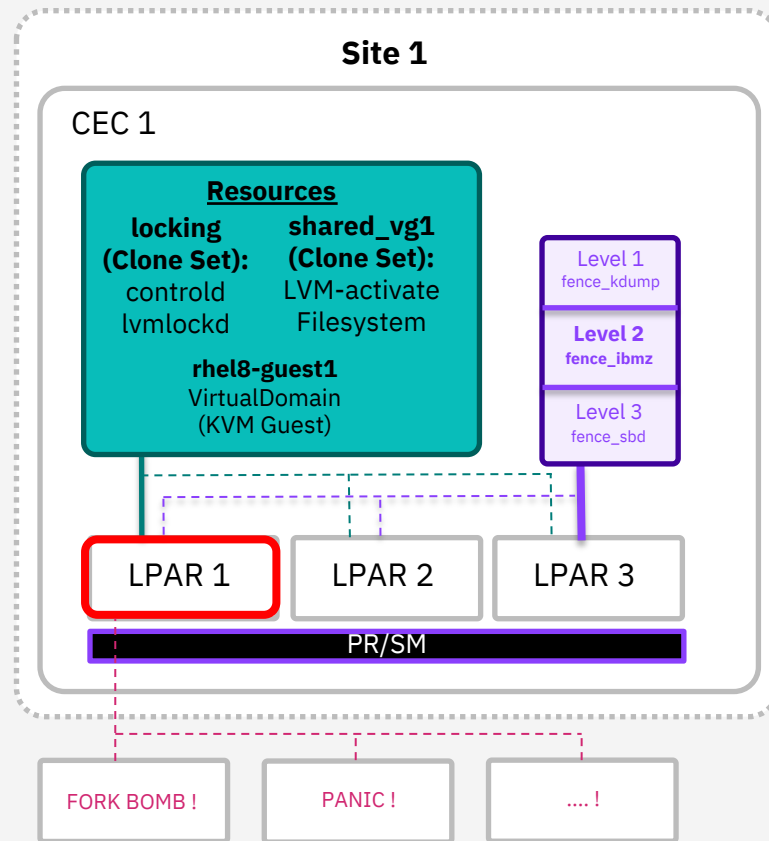 Site 1
CEC 1
Resources
locking
(Clone Set):
controld
lvmlockd
shared_vg1
(Clone Set):
LVM-activate
Filesystem
rhel8-guest1
VirtualDomain
(KVM Guest)
Level 1
fence_kdump
Level 2
fence_ibmz
Level 3
fence_sbd
LPAR 1
LPAR 2
LPAR 3
PR/SM
FORK BOMB !
PANIC !
.... !